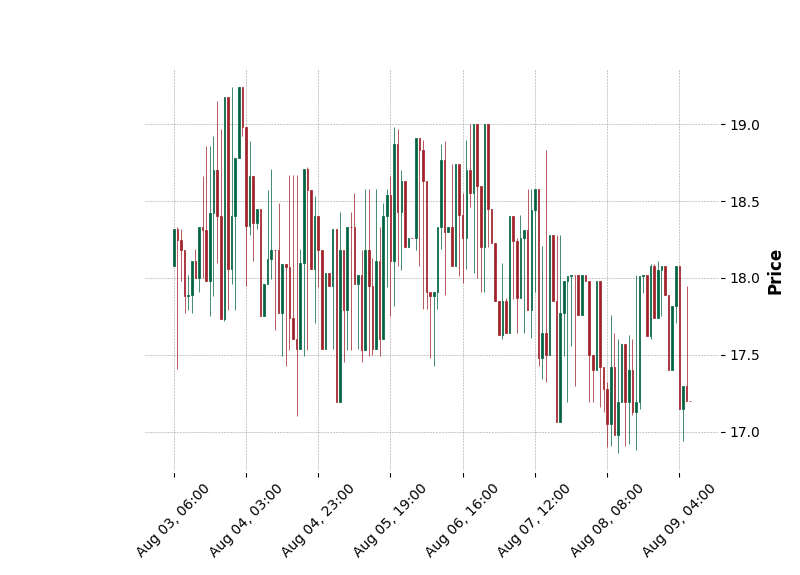 19.0
18.5
18.0
17.5
17.0
Price
Aug 03, 06:00
Aug 04, 03:00
Aug 04, 23:00
Aug 05, 19:00
Aug 06, 16:00
Aug 07, 12:00
Aug 08, 08:00
Aug 09, 04:00